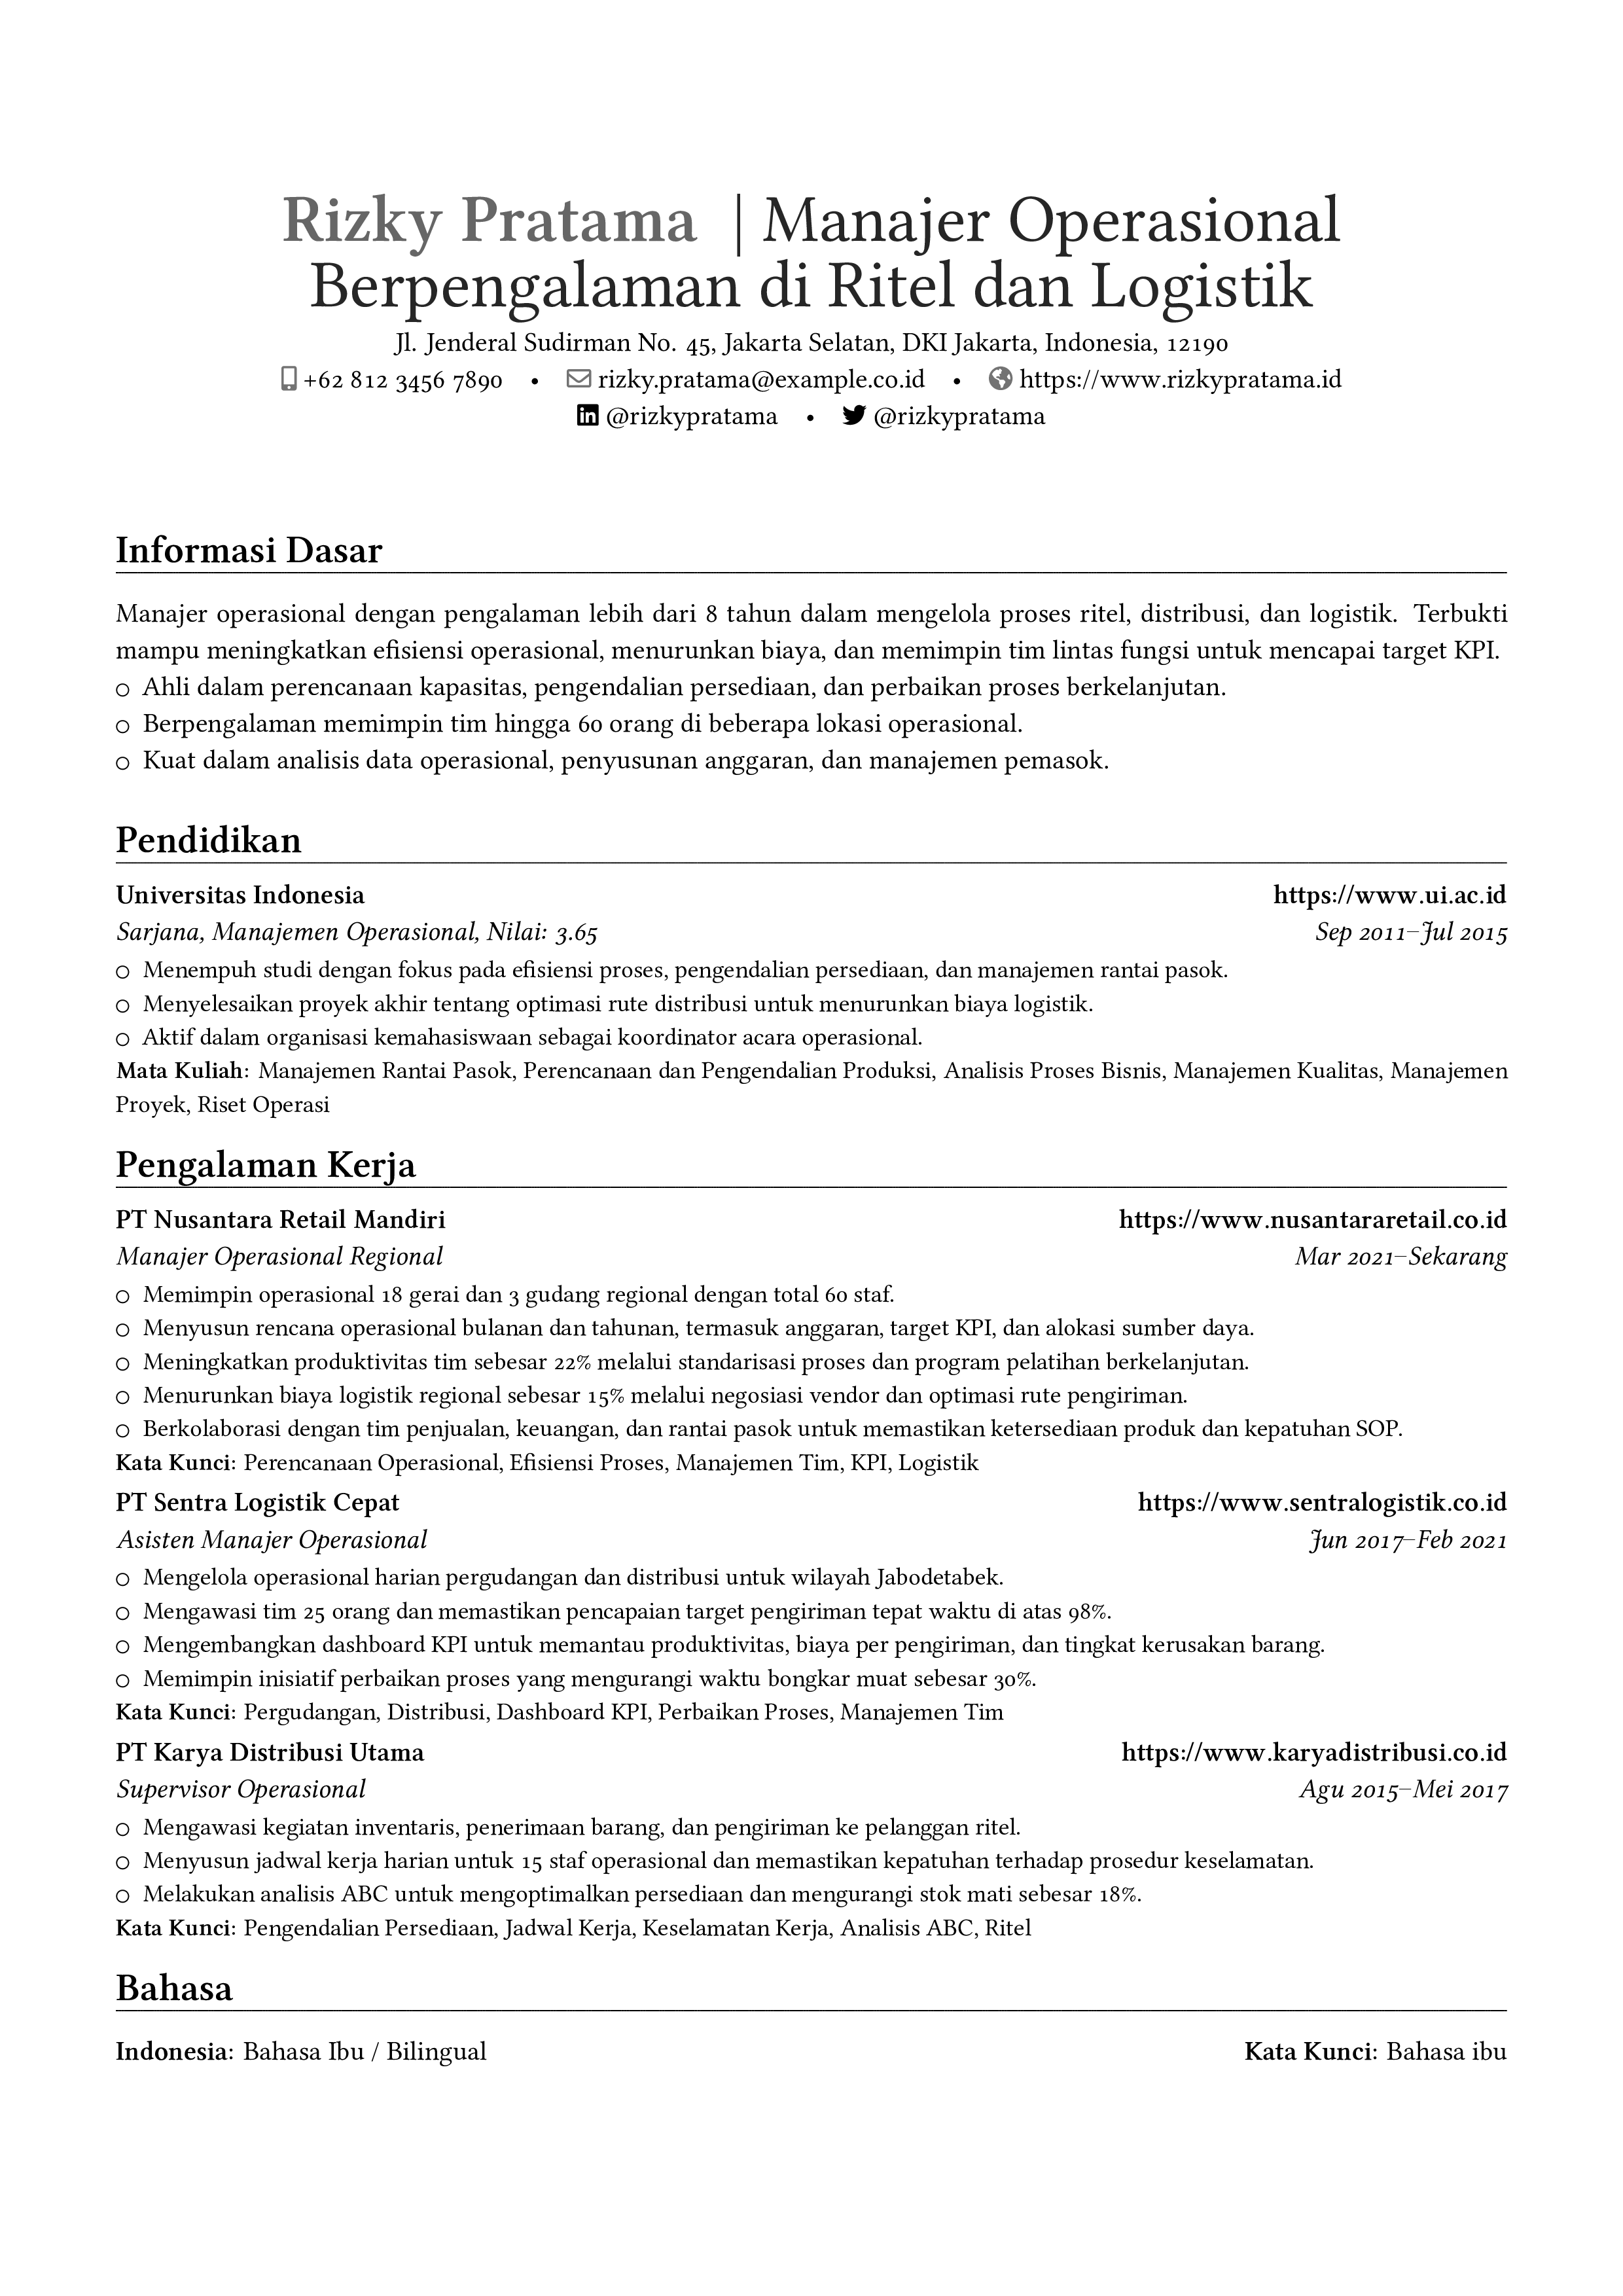 Rizky Pratama | Manajer Operasional
Berpengalaman di Ritel dan Logistik
Jl. Jenderal Sudirman No. 45, Jakarta Selatan, DKI Jakarta, Indonesia, 12190
+62 812 3456 7890 • rizky.pratama@example.co.id • https://www.rizkypratama.id
@rizkypratama • @rizkypratama
Informasi Dasar
Manajer operasional dengan pengalaman lebih dari 8 tahun dalam mengelola proses ritel, distribusi, dan logistik. Terbukti
mampu meningkatkan efisiensi operasional, menurunkan biaya, dan memimpin tim lintas fungsi untuk mencapai target KPI.
○ Ahli dalam perencanaan kapasitas, pengendalian persediaan, dan perbaikan proses berkelanjutan.
○ Berpengalaman memimpin tim hingga 60 orang di beberapa lokasi operasional.
○ Kuat dalam analisis data operasional, penyusunan anggaran, dan manajemen pemasok.
Pendidikan
Universitas Indonesia https://www.ui.ac.id
Sarjana, Manajemen Operasional, Nilai: 3.65 Sep 2011–Jul 2015
○ Menempuh studi dengan fokus pada efisiensi proses, pengendalian persediaan, dan manajemen rantai pasok.
○ Menyelesaikan proyek akhir tentang optimasi rute distribusi untuk menurunkan biaya logistik.
○ Aktif dalam organisasi kemahasiswaan sebagai koordinator acara operasional.
Mata Kuliah: Manajemen Rantai Pasok, Perencanaan dan Pengendalian Produksi, Analisis Proses Bisnis, Manajemen Kualitas, Manajemen
Proyek, Riset Operasi
Pengalaman Kerja
PT Nusantara Retail Mandiri https://www.nusantararetail.co.id
Manajer Operasional Regional Mar 2021–Sekarang
○ Memimpin operasional 18 gerai dan 3 gudang regional dengan total 60 staf.
○ Menyusun rencana operasional bulanan dan tahunan, termasuk anggaran, target KPI, dan alokasi sumber daya.
○ Meningkatkan produktivitas tim sebesar 22% melalui standarisasi proses dan program pelatihan berkelanjutan.
○ Menurunkan biaya logistik regional sebesar 15% melalui negosiasi vendor dan optimasi rute pengiriman.
○ Berkolaborasi dengan tim penjualan, keuangan, dan rantai pasok untuk memastikan ketersediaan produk dan kepatuhan SOP.
Kata Kunci: Perencanaan Operasional, Efisiensi Proses, Manajemen Tim, KPI, Logistik
PT Sentra Logistik Cepat https://www.sentralogistik.co.id
Asisten Manajer Operasional Jun 2017–Feb 2021
○ Mengelola operasional harian pergudangan dan distribusi untuk wilayah Jabodetabek.
○ Mengawasi tim 25 orang dan memastikan pencapaian target pengiriman tepat waktu di atas 98%.
○ Mengembangkan dashboard KPI untuk memantau produktivitas, biaya per pengiriman, dan tingkat kerusakan barang.
○ Memimpin inisiatif perbaikan proses yang mengurangi waktu bongkar muat sebesar 30%.
Kata Kunci: Pergudangan, Distribusi, Dashboard KPI, Perbaikan Proses, Manajemen Tim
PT Karya Distribusi Utama https://www.karyadistribusi.co.id
Supervisor Operasional Agu 2015–Mei 2017
○ Mengawasi kegiatan inventaris, penerimaan barang, dan pengiriman ke pelanggan ritel.
○ Menyusun jadwal kerja harian untuk 15 staf operasional dan memastikan kepatuhan terhadap prosedur keselamatan.
○ Melakukan analisis ABC untuk mengoptimalkan persediaan dan mengurangi stok mati sebesar 18%.
Kata Kunci: Pengendalian Persediaan, Jadwal Kerja, Keselamatan Kerja, Analisis ABC, Ritel
Bahasa
Indonesia: Bahasa Ibu / Bilingual Kata Kunci: Bahasa ibu